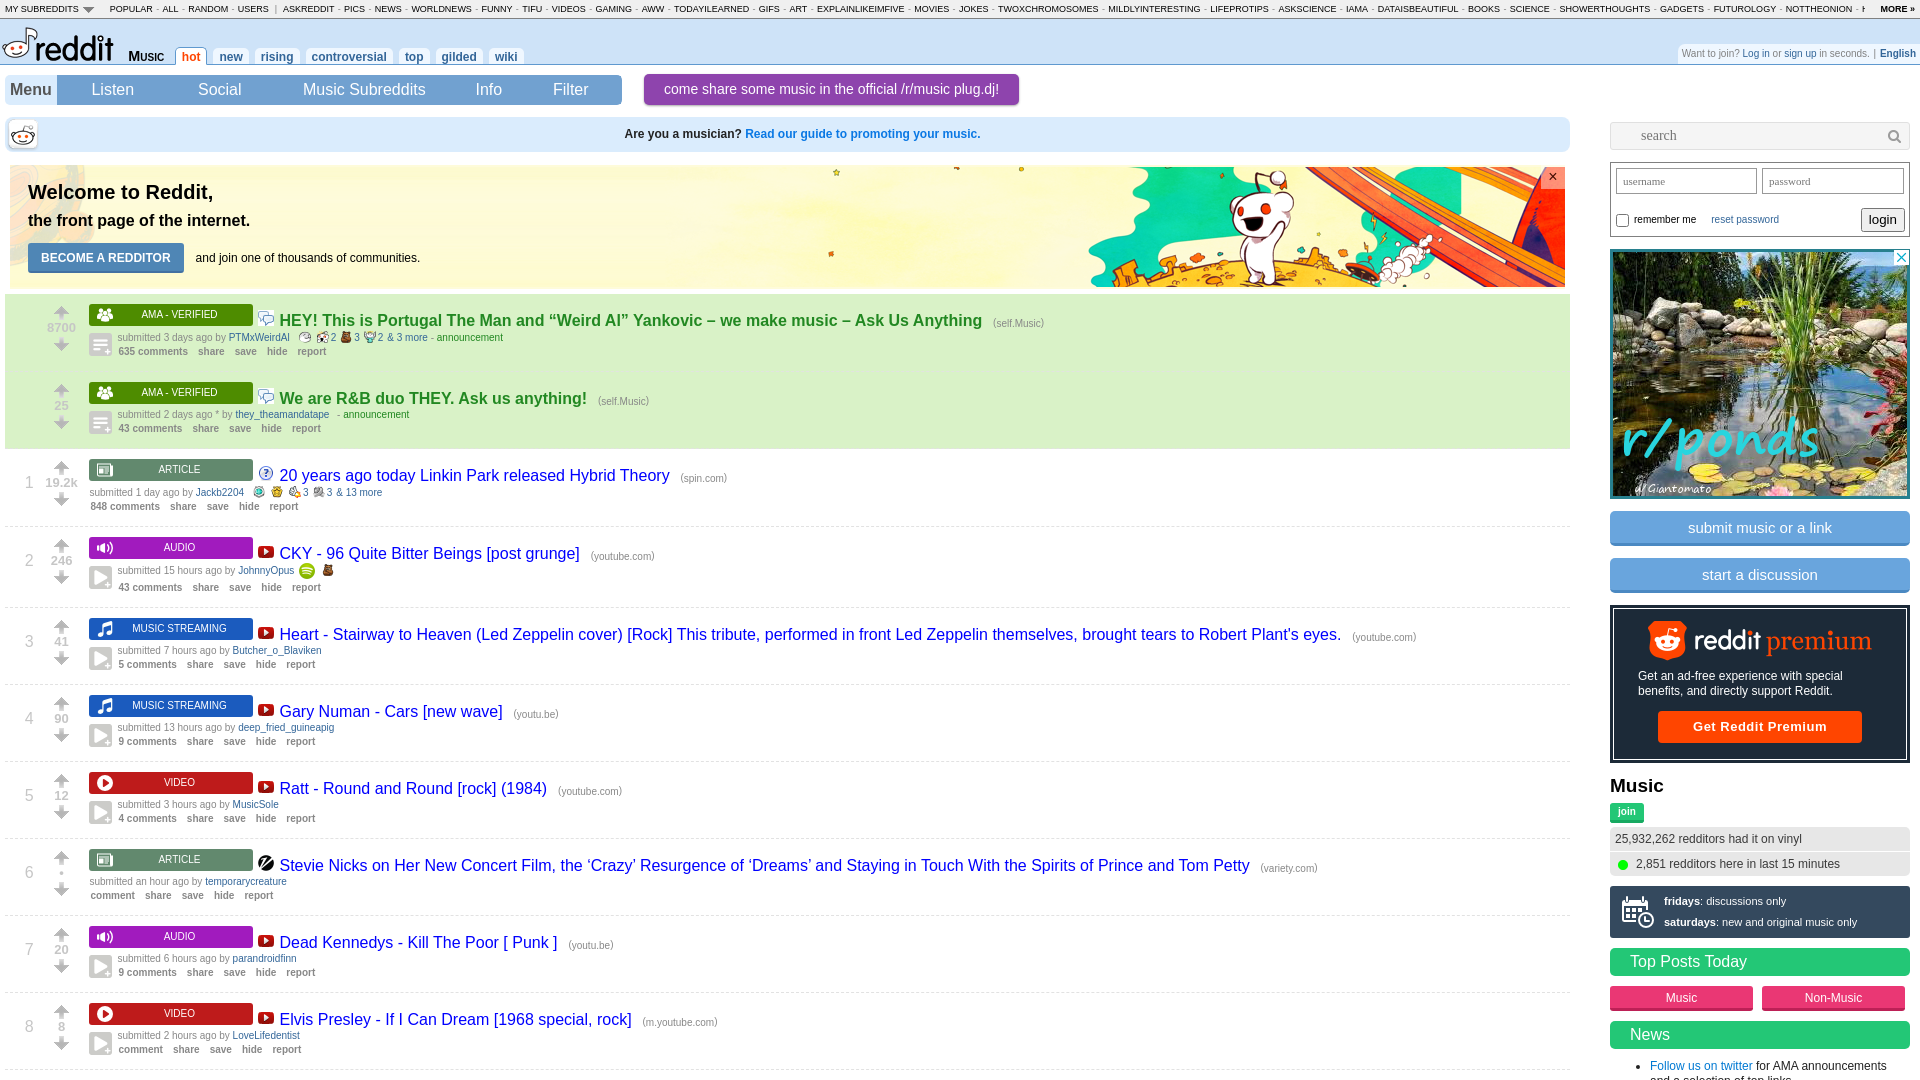 MY SUBREDDITS POPULAR - ALL - RANDOM - USERS | ASKREDDIT - PICS - NEWS - WORLDNEWS - FUNNY - TIFU - VIDEOS - GAMING - AWW - TODAYILEARNED - GIFS - ART - EXPLAINLIKEIMFIVE - MOVIES - JOKES - TWOXCHROMOSOMES - MILDLYINTERESTING - LIFEPROTIPS - ASKSCIENCE - IAMA - DATAISBEAUTIFUL - BOOKS - SCIENCE - SHOWERTHOUGHTS - GADGETS - FUTUROLOGY - NOTTHEONION - MORE »
reddit MUSIC hot new rising controversial top gilded wiki
Want to join? Log in or sign up in seconds. | English
Menu Listen Social Music Subreddits Info Filter
come share some music in the official /r/music plug.dj!
Are you a musician? Read our guide to promoting your music.
Welcome to Reddit,
the front page of the internet.
BECOME A REDDITOR and join one of thousands of communities.
×
8700
AMA - VERIFIED HEY! This is Portugal The Man and “Weird Al” Yankovic – we make music – Ask Us Anything (self.Music)
submitted 3 days ago by PTMxWeirdAl 2 3 2 & 3 more - announcement
635 comments share save hide report
25
AMA - VERIFIED We are R&B duo THEY. Ask us anything! (self.Music)
submitted 2 days ago * by they_theamandatape - announcement
43 comments share save hide report
1 19.2k
ARTICLE 20 years ago today Linkin Park released Hybrid Theory (spin.com)
submitted 1 day ago by Jackb2204 3 3 & 13 more
848 comments share save hide report
2 246
AUDIO CKY - 96 Quite Bitter Beings [post grunge] (youtube.com)
submitted 15 hours ago by JohnnyOpus
43 comments share save hide report
3 41
MUSIC STREAMING Heart - Stairway to Heaven (Led Zeppelin cover) [Rock] This tribute, performed in front Led Zeppelin themselves, brought tears to Robert Plant's eyes. (youtube.com)
submitted 7 hours ago by Butcher_o_Blaviken
5 comments share save hide report
4 90
MUSIC STREAMING Gary Numan - Cars [new wave] (youtu.be)
submitted 13 hours ago by deep_fried_guineapig
9 comments share save hide report
5 12
VIDEO Ratt - Round and Round [rock] (1984) (youtube.com)
submitted 3 hours ago by MusicSole
4 comments share save hide report
6 •
ARTICLE Stevie Nicks on Her New Concert Film, the ‘Crazy’ Resurgence of ‘Dreams’ and Staying in Touch With the Spirits of Prince and Tom Petty (variety.com)
submitted an hour ago by temporarycreature
comment share save hide report
7 20
AUDIO Dead Kennedys - Kill The Poor [ Punk ] (youtu.be)
submitted 6 hours ago by parandroidfinn
9 comments share save hide report
8 8
VIDEO Elvis Presley - If I Can Dream [1968 special, rock] (m.youtube.com)
submitted 2 hours ago by LoveLifedentist
comment share save hide report
search
username password
remember me reset password login
r/ponds
u/Giantomato
submit music or a link
start a discussion
reddit premium
Get an ad-free experience with special
benefits, and directly support Reddit.
Get Reddit Premium
Music
join
25,932,262 redditors had it on vinyl
2,851 redditors here in last 15 minutes
fridays: discussions only
saturdays: new and original music only
Top Posts Today
Music Non-Music
News
• Follow us on twitter for AMA announcements
and a selection of top links